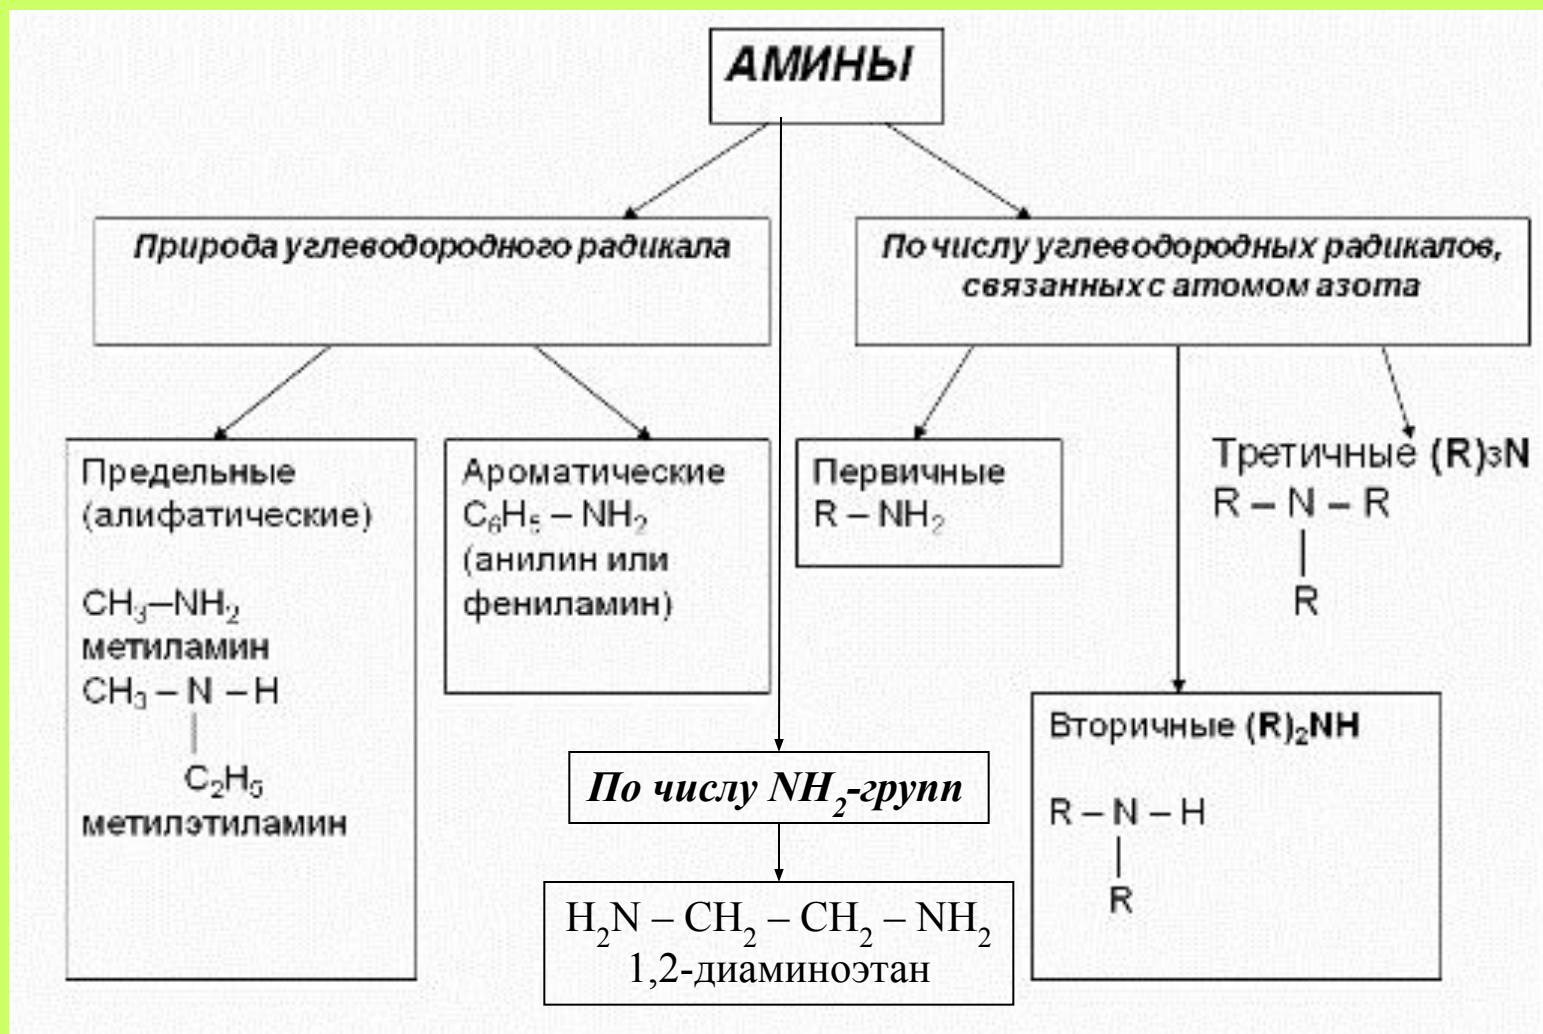 АМИНЫ
Природа углеводородного радикала
По числу углеводородных радикалов,
связанных с атомом азота
Предельные
(алифатические)
CH₃–NH₂
метиламин
CH₃ – N – H
|
C₂H₅
метилэтиламин
Ароматические
C₆H₅ – NH₂
(анилин или
фениламин)
Первичные
R – NH₂
Третичные (R)₃N
R – N – R
|
R
Вторичные (R)₂NH
R – N – H
|
R
По числу NH₂-групп
H₂N – CH₂ – CH₂ – NH₂
1,2-диаминоэтан